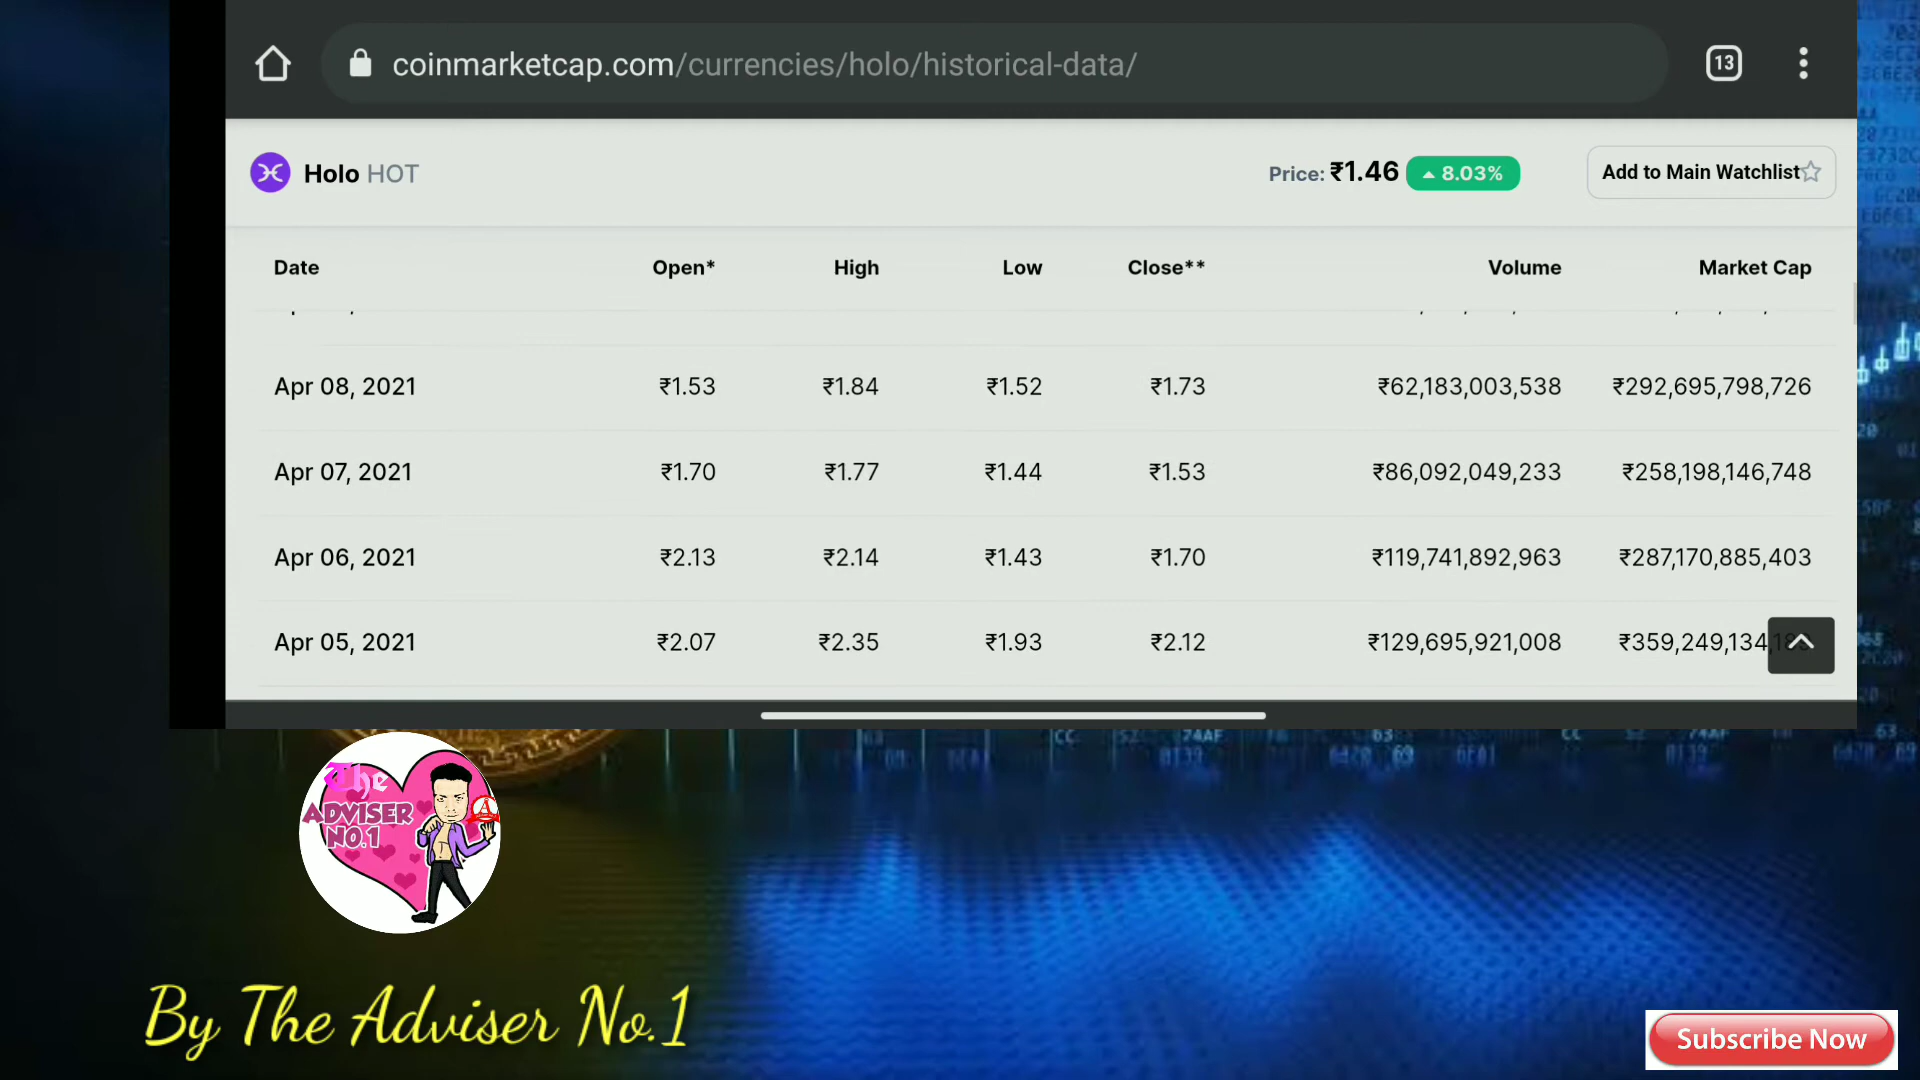 coinmarketcap.com/currencies/holo/historical-data/
13
Holo HOT
Price: ₹1.46 8.03%
Add to Main Watchlist
Date Open* High Low Close** Volume Market Cap
Apr 08, 2021 ₹1.53 ₹1.84 ₹1.52 ₹1.73 ₹62,183,003,538 ₹292,695,798,726
Apr 07, 2021 ₹1.70 ₹1.77 ₹1.44 ₹1.53 ₹86,092,049,233 ₹258,198,146,748
Apr 06, 2021 ₹2.13 ₹2.14 ₹1.43 ₹1.70 ₹119,741,892,963 ₹287,170,885,403
Apr 05, 2021 ₹2.07 ₹2.35 ₹1.93 ₹2.12 ₹129,695,921,008 ₹359,249,134,
The
ADVISER
NO.1
By The Adviser No.1
Subscribe Now